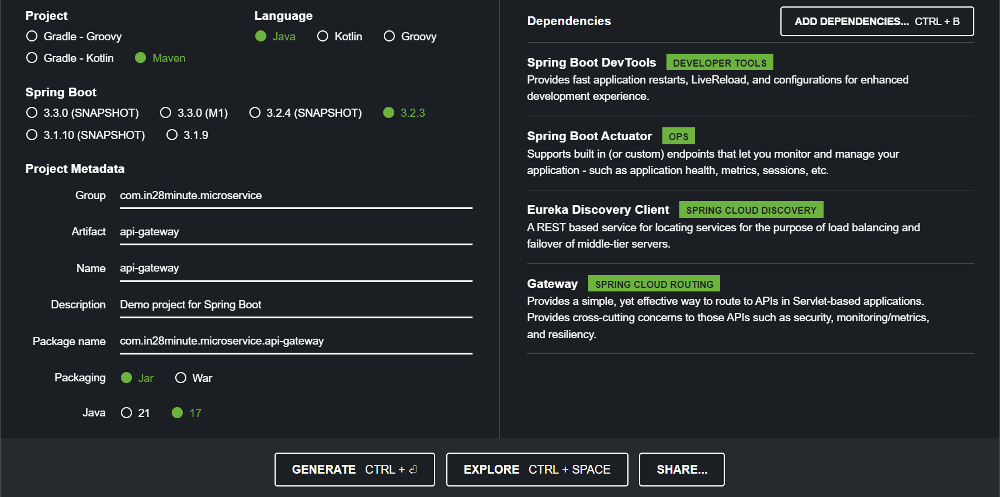 Project
Gradle - Groovy
Gradle - Kotlin Maven
Language
Java Kotlin Groovy
Spring Boot
3.3.0 (SNAPSHOT) 3.3.0 (M1) 3.2.4 (SNAPSHOT) 3.2.3
3.1.10 (SNAPSHOT) 3.1.9
Project Metadata
Group com.in28minute.microservice
Artifact api-gateway
Name api-gateway
Description Demo project for Spring Boot
Package name com.in28minute.microservice.api-gateway
Packaging Jar War
Java 21 17
Dependencies ADD DEPENDENCIES... CTRL + B
Spring Boot DevTools DEVELOPER TOOLS
Provides fast application restarts, LiveReload, and configurations for enhanced
development experience.
Spring Boot Actuator OPS
Supports built in (or custom) endpoints that let you monitor and manage your
application - such as application health, metrics, sessions, etc.
Eureka Discovery Client SPRING CLOUD DISCOVERY
A REST based service for locating services for the purpose of load balancing and
failover of middle-tier servers.
Gateway SPRING CLOUD ROUTING
Provides a simple, yet effective way to route to APIs in Servlet-based applications.
Provides cross-cutting concerns to those APIs such as security, monitoring/metrics,
and resiliency.
GENERATE CTRL + ⏎ EXPLORE CTRL + SPACE SHARE...